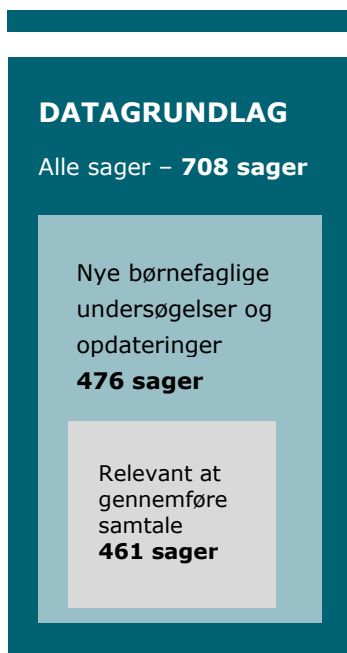 DATAGRUNDLAG
Alle sager – 708 sager
Nye børnefaglige
undersøgelser og
opdateringer
476 sager
Relevant at
gennemføre
samtale
461 sager